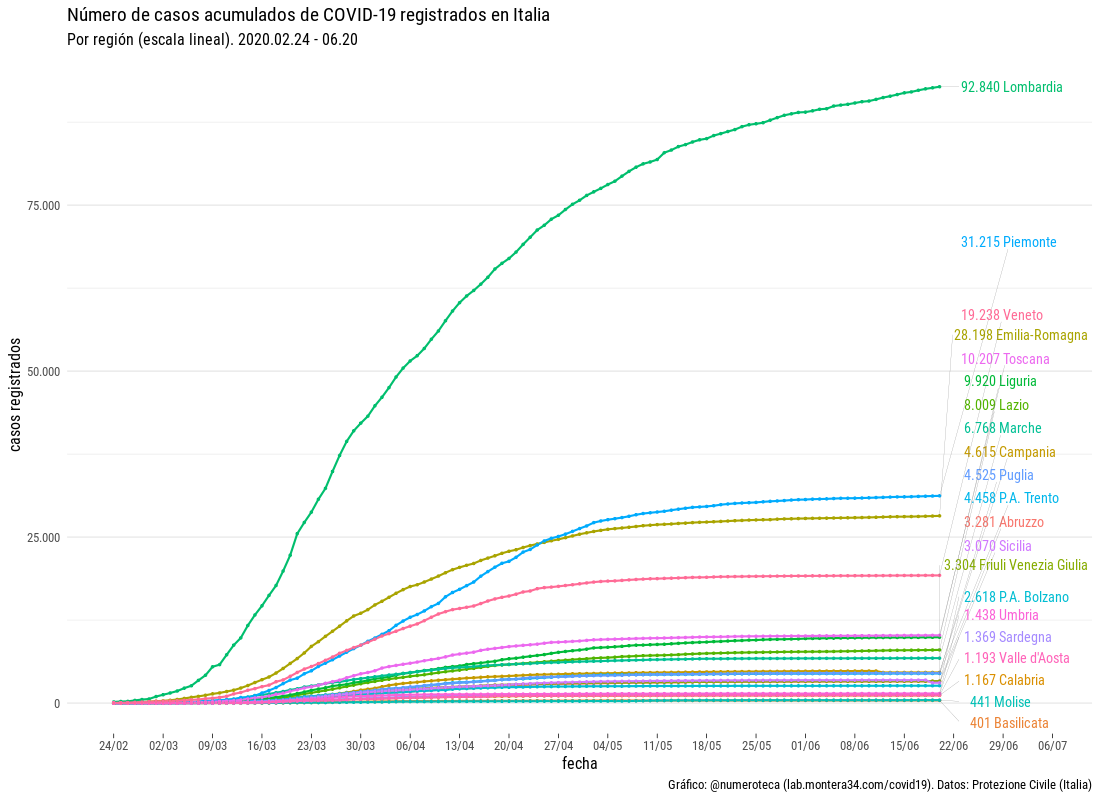 Número de casos acumulados de COVID-19 registrados en Italia
Por región (escala lineal). 2020.02.24 - 06.20
92.840 Lombardia
75.000
31.215 Piemonte
19.238 Veneto
28.198 Emilia-Romagna
10.207 Toscana
50.000
9.920 Liguria
8.009 Lazio
6.768 Marche
4.615 Campania
4.525 Puglia
4.458 P.A. Trento
3.281 Abruzzo
25.000
3.070 Sicilia
3.304 Friuli Venezia Giulia
2.618 P.A. Bolzano
1.438 Umbria
1.369 Sardegna
1.193 Valle d'Aosta
1.167 Calabria
0
441 Molise
401 Basilicata
casos registrados
24/02 02/03 09/03 16/03 23/03 30/03 06/04 13/04 20/04 27/04 04/05 11/05 18/05 25/05 01/06 08/06 15/06 22/06 29/06 06/07
fecha
Gráfico: @numeroteca (lab.montera34.com/covid19). Datos: Protezione Civile (Italia)